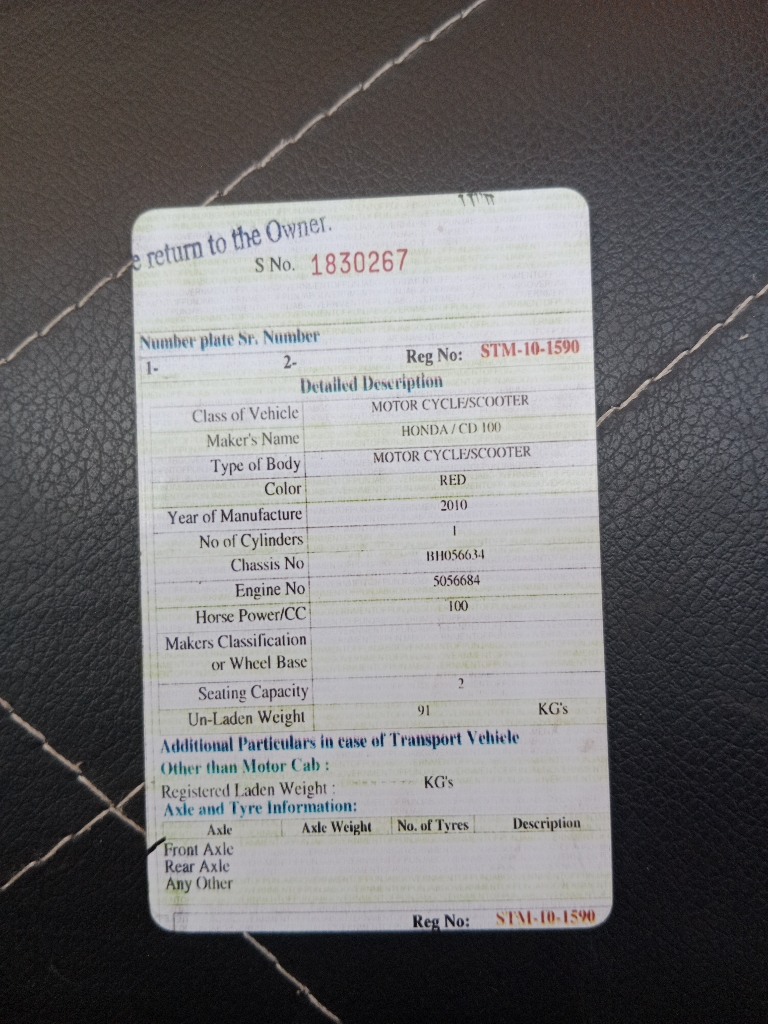 e return to the Owner.
S No. 1830267
Number plate Sr. Number
1- 2- Reg No: STM-10-1590
Detailed Description
Class of Vehicle MOTOR CYCLE/SCOOTER
Maker's Name HONDA / CD 100
Type of Body MOTOR CYCLE/SCOOTER
Color RED
Year of Manufacture 2010
No of Cylinders 1
Chassis No BH056634
Engine No 5056684
Horse Power/CC 100
Makers Classification
or Wheel Base
Seating Capacity 2
Un-Laden Weight 91 KG's
Additional Particulars in case of Transport Vehicle
Other than Motor Cab :
Registered Laden Weight : KG's
Axle and Tyre Information:
Axle Axle Weight No. of Tyres Description
Front Axle
Rear Axle
Any Other
Reg No: STM-10-1590